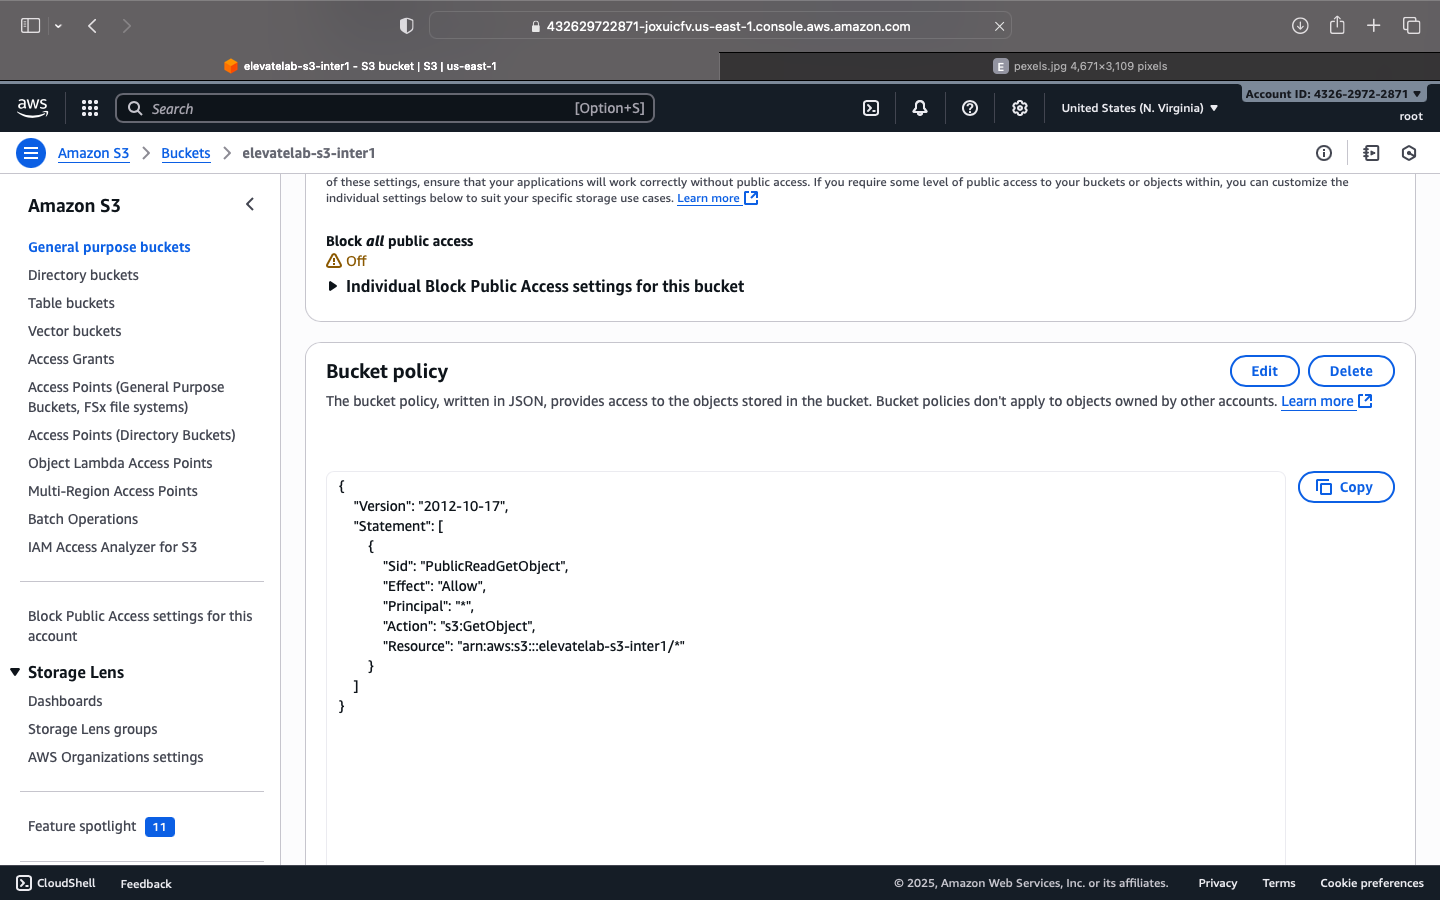 432629722871-joxuicfv.us-east-1.console.aws.amazon.com
elevatelab-s3-inter1 - S3 bucket | S3 | us-east-1
E pexels.jpg 4,671×3,109 pixels
aws
Search
[Option+S]
United States (N. Virginia)
Account ID: 4326-2972-2871
root
Amazon S3
Buckets
elevatelab-s3-inter1
Amazon S3
General purpose buckets
Directory buckets
Table buckets
Vector buckets
Access Grants
Access Points (General Purpose
Buckets, FSx file systems)
Access Points (Directory Buckets)
Object Lambda Access Points
Multi-Region Access Points
Batch Operations
IAM Access Analyzer for S3
Block Public Access settings for this
account
Storage Lens
Dashboards
Storage Lens groups
AWS Organizations settings
Feature spotlight 11
of these settings, ensure that your applications will work correctly without public access. If you require some level of public access to your buckets or objects within, you can customize the
individual settings below to suit your specific storage use cases. Learn more
Block all public access
Off
Individual Block Public Access settings for this bucket
Bucket policy
Edit
Delete
The bucket policy, written in JSON, provides access to the objects stored in the bucket. Bucket policies don't apply to objects owned by other accounts. Learn more
Copy
{
"Version": "2012-10-17",
"Statement": [
{
"Sid": "PublicReadGetObject",
"Effect": "Allow",
"Principal": "*",
"Action": "s3:GetObject",
"Resource": "arn:aws:s3:::elevatelab-s3-inter1/*"
}
]
}
CloudShell
Feedback
© 2025, Amazon Web Services, Inc. or its affiliates.
Privacy
Terms
Cookie preferences